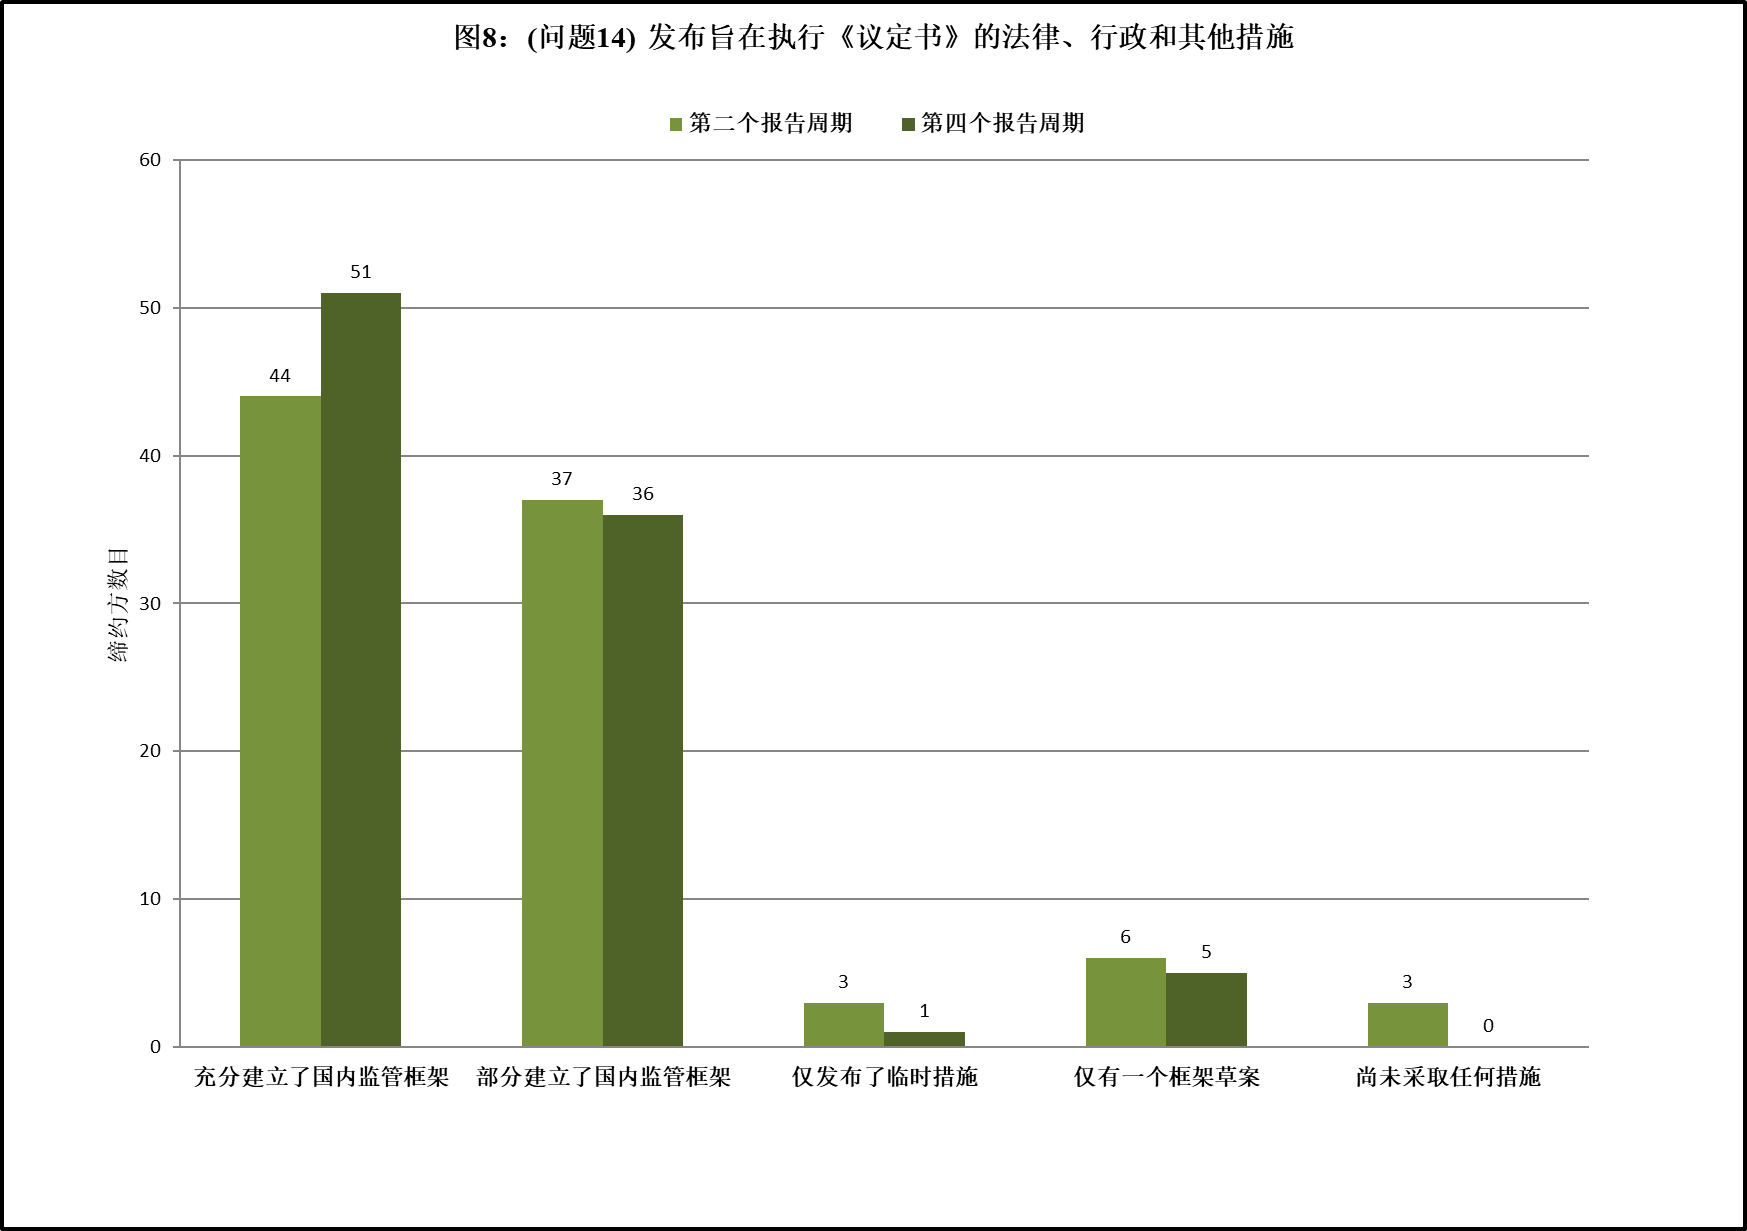 图8：(问题14) 发布旨在执行《议定书》的法律、行政和其他措施
第二个报告周期 第四个报告周期
60
50
40
30
20
10
0
缔约方数目
44
51
37
36
3
1
6
5
3
0
充分建立了国内监管框架
部分建立了国内监管框架
仅发布了临时措施
仅有一个框架草案
尚未采取任何措施